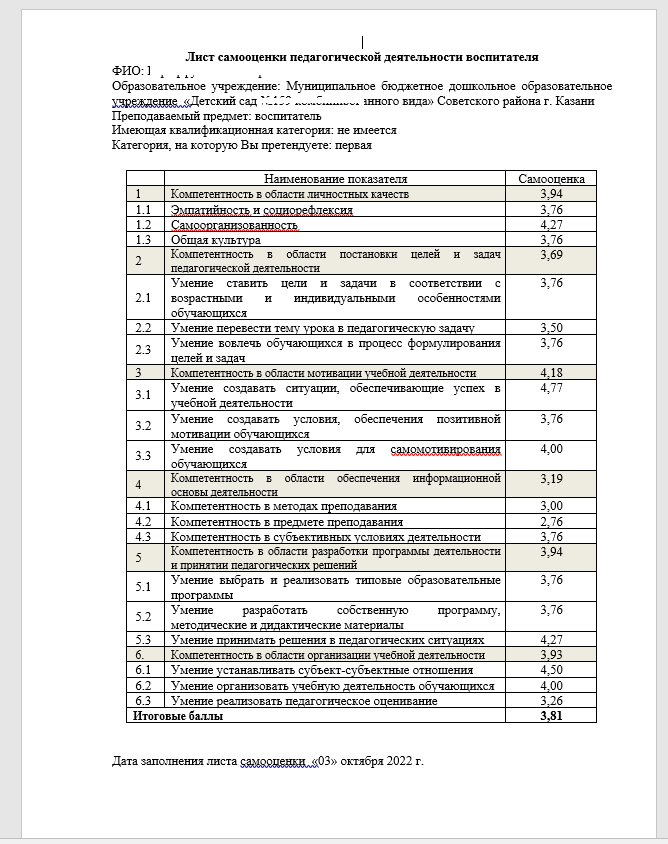 Лист самооценки педагогической деятельности воспитателя
ФИО:
Образовательное учреждение: Муниципальное бюджетное дошкольное образовательное
учреждение «Детский сад анного вида» Советского района г. Казани
Преподаваемый предмет: воспитатель
Имеющая квалификационная категория: не имеется
Категория, на которую Вы претендуете: первая
Наименование показателя Самооценка
1 Компетентность в области личностных качеств 3,94
1.1 Эмпатийность и социорефлексия 3,76
1.2 Самоорганизованность 4,27
1.3 Общая культура 3,76
2 Компетентность в области постановки целей и задач 3,69
педагогической деятельности
2.1 Умение ставить цели и задачи в соответствии с 3,76
возрастными и индивидуальными особенностями
обучающихся
2.2 Умение перевести тему урока в педагогическую задачу 3,50
2.3 Умение вовлечь обучающихся в процесс формулирования 3,76
целей и задач
3 Компетентность в области мотивации учебной деятельности 4,18
3.1 Умение создавать ситуации, обеспечивающие успех в 4,77
учебной деятельности
3.2 Умение создавать условия, обеспечения позитивной 3,76
мотивации обучающихся
3.3 Умение создавать условия для самомотивирования 4,00
обучающихся
4 Компетентность в области обеспечения информационной 3,19
основы деятельности
4.1 Компетентность в методах преподавания 3,00
4.2 Компетентность в предмете преподавания 2,76
4.3 Компетентность в субъективных условиях деятельности 3,76
5 Компетентность в области разработки программы деятельности 3,94
и принятии педагогических решений
5.1 Умение выбрать и реализовать типовые образовательные 3,76
программы
5.2 Умение разработать собственную программу, 3,76
методические и дидактические материалы
5.3 Умение принимать решения в педагогических ситуациях 4,27
6. Компетентность в области организации учебной деятельности 3,93
6.1 Умение устанавливать субъект-субъектные отношения 4,50
6.2 Умение организовать учебную деятельность обучающихся 4,00
6.3 Умение реализовать педагогическое оценивание 3,26
Итоговые баллы 3,81
Дата заполнения листа самооценки «03» октября 2022 г.